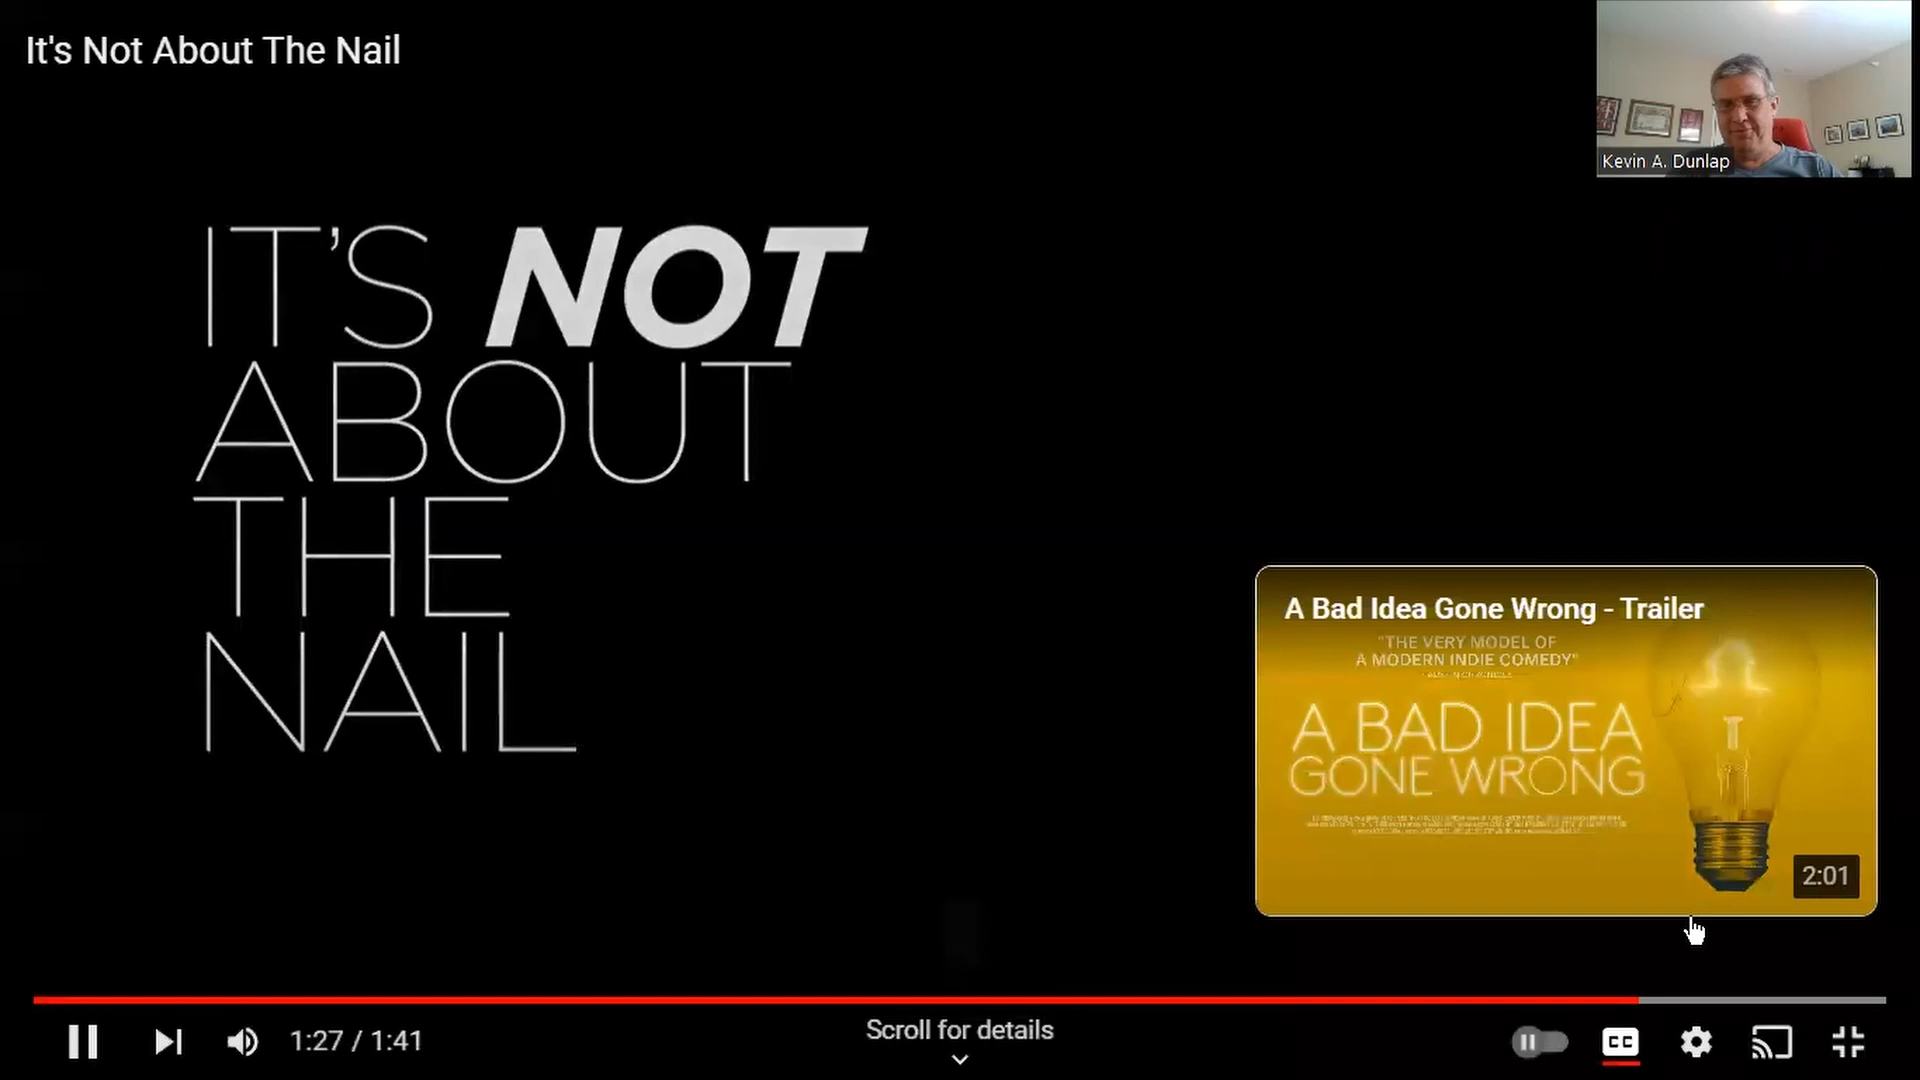 It's Not About The Nail
Kevin A. Dunlap
IT'S NOT
ABOUT
THE
NAIL
A Bad Idea Gone Wrong - Trailer
"THE VERY MODEL OF
A MODERN INDIE COMEDY"
A BAD IDEA
GONE WRONG
2:01
1:27 / 1:41
Scroll for details
CC